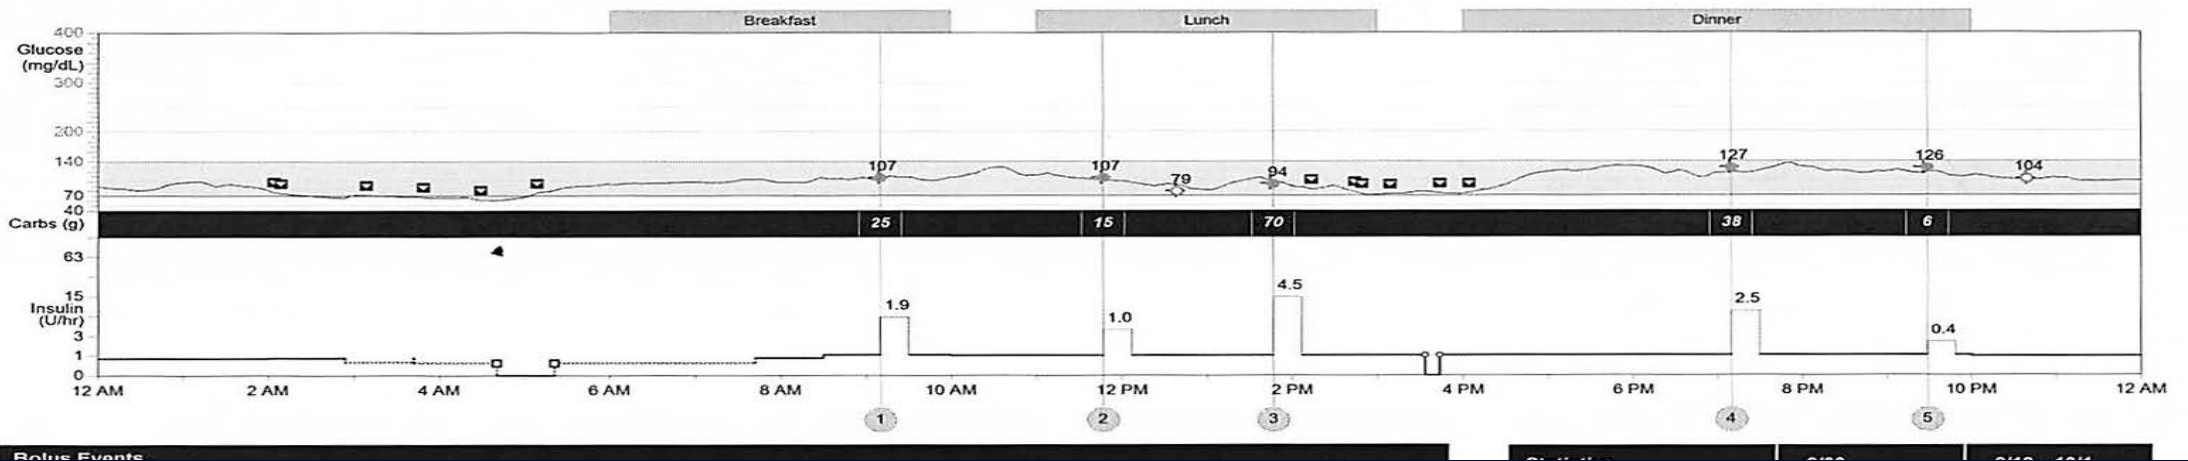 Breakfast Lunch Dinner
400
Glucose
(mg/dL)
300
200
140
107 107 79 94 127 126 104
70
40
Carbs (g) 25 15 70 38 6
63
15
Insulin
(U/hr)
1.9 1.0 4.5 2.5 0.4
3
1
0
12 AM 2 AM 4 AM 6 AM 8 AM 10 AM 12 PM 2 PM 4 PM 6 PM 8 PM 10 PM 12 AM
1 2 3 4 5
Bolus Events